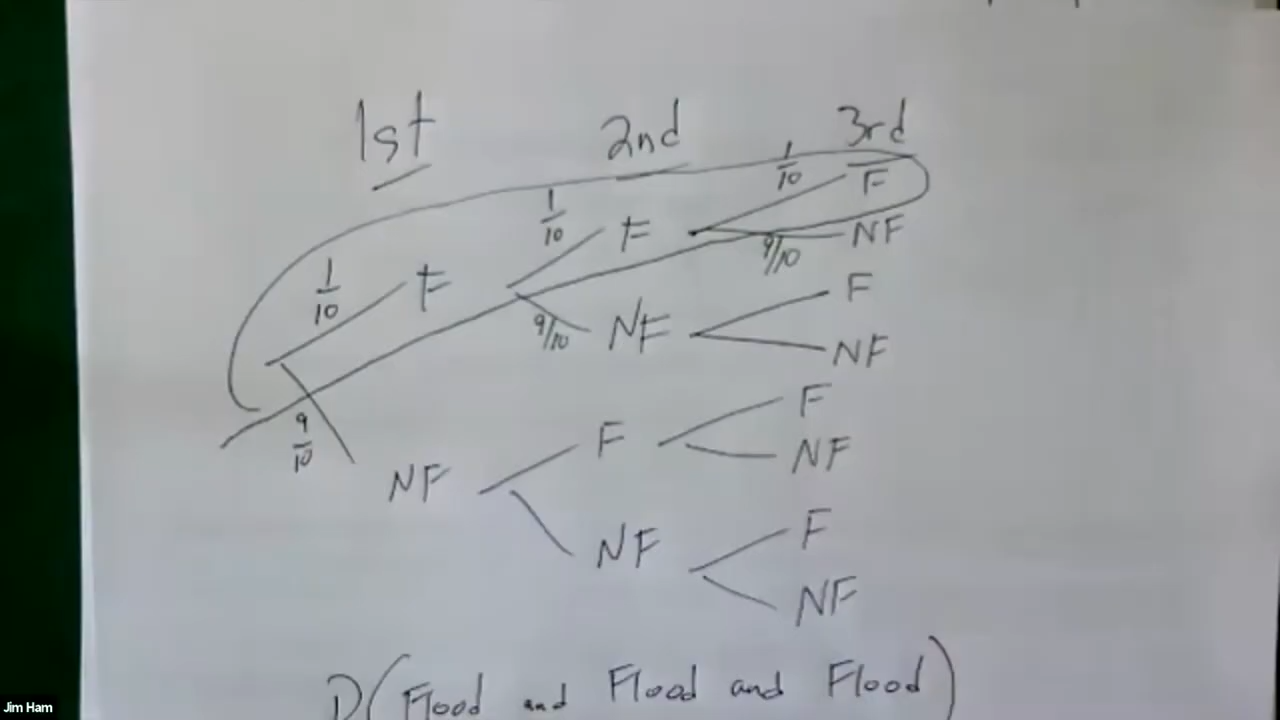 1st 2nd 3rd
1/10 F
1/10 F
9/10 NF
1/10 F
9/10 NF
F
NF
9/10 NF
F
F
NF
NF
F
NF
P(Flood and Flood and Flood)
Jim Ham